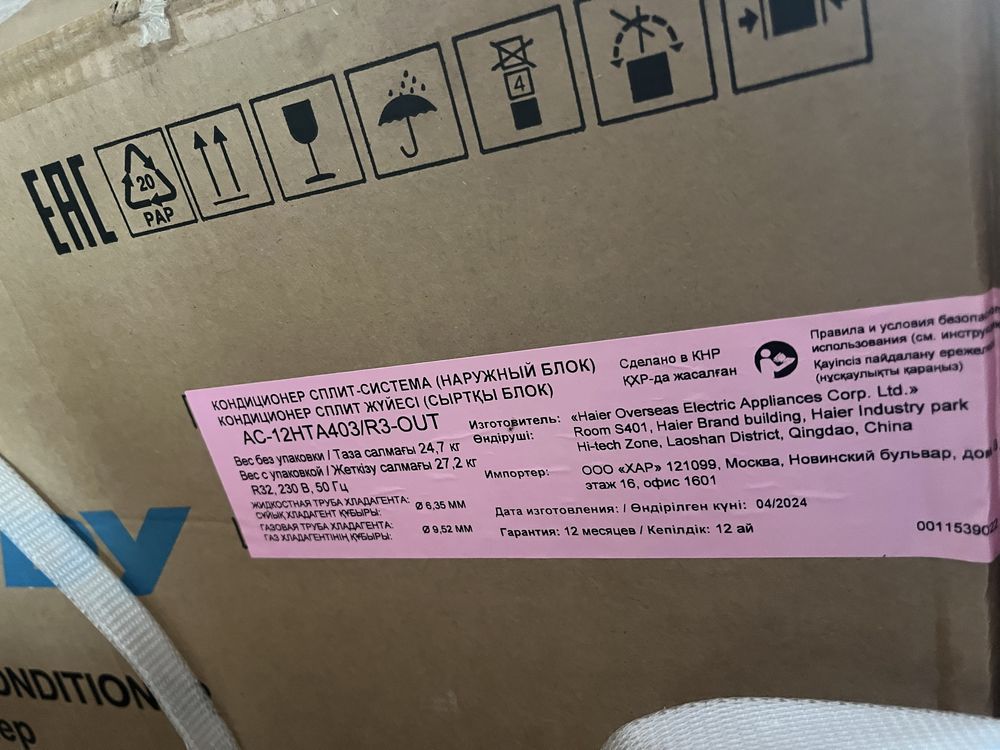 EAC
20
PAP
4
КОНДИЦИОНЕР СПЛИТ-СИСТЕМА (НАРУЖНЫЙ БЛОК)
КОНДИЦИОНЕР СПЛИТ ЖҮЙЕСІ (СЫРТҚЫ БЛОК)
AC-12HTA403/R3-OUT
Вес без упаковки / Таза салмағы 24,7 кг
Вес с упаковкой / Жеткізу салмағы 27,2 кг
R32, 230 В, 50 Гц
ЖИДКОСТНАЯ ТРУБА ХЛАДАГЕНТА:
СҰЙЫҚ ХЛАДАГЕНТ ҚҰБЫРЫ:
Ø 6,35 ММ
ГАЗОВАЯ ТРУБА ХЛАДАГЕНТА:
ГАЗ ХЛАДАГЕНТІНІҢ ҚҰБЫРЫ:
Ø 9,52 ММ
Сделано в КНР
ҚХР-да жасалған
Правила и условия
использования (см.
Қауіпсіз пайдалану
(нұсқаулықты қараңыз)
Изготовитель:
Өндіруші:
«Haier Overseas Electric Appliances Corp. Ltd.»
Room S401, Haier Brand building, Haier Industry park
Hi-tech Zone, Laoshan District, Qingdao, China
Импортер:
ООО «ХАР» 121099, Москва, Новинский бульвар,
этаж 16, офис 1601
Дата изготовления: / Өндірілген күні: 04/2024
Гарантия: 12 месяцев / Кепілдік: 12 ай